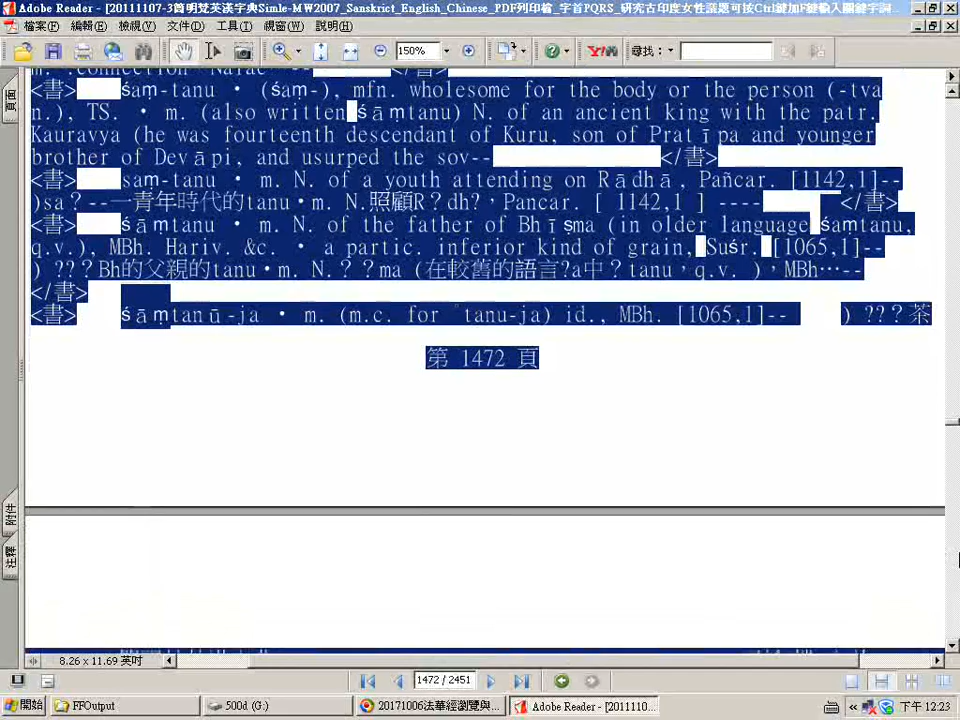 Adobe Reader - [20111107-3簡明梵英漢字典Simle-MW2007_Sanskrict_English_Chinese_PDF列印檔_字首PQRS_研究古印度女性議題可按Ctrl鍵加F鍵輸入關鍵字詞...
檔案(F) 編輯(E) 檢視(V) 文件(D) 工具(T) 視窗(W) 說明(H)
150% Y! 尋找：
頁面
<書> śaṃ-tanu • (śaṃ-), mfn. wholesome for the body or the person (-tva
n.), TS. • m. (also written śāṃtanu) N. of an ancient king with the patr.
Kauravya (he was fourteenth descendant of Kuru, son of Pratīpa and younger
brother of Devāpi, and usurped the sov-- </書>
<書> saṃ-tanu • m. N. of a youth attending on Rādhā, Pañcar. [1142,1]--
)sa？--一青年時代的tanu•m. N.照顧R？dh?，Pancar. [ 1142,1 ] ---- </書>
<書> śāṃtanu • m. N. of the father of Bhīṣma (in older language śaṃtanu,
q.v.), MBh. Hariv. &c. • a partic. inferior kind of grain, Suśr. [1065,1]--
) ??？Bh的父親的tanu•m. N.？？ma (在較舊的語言?a中？tanu，q.v. )，MBh…--
</書>
<書> śāṃtanū-ja • m. (m.c. for °tanu-ja) id., MBh. [1065,1]-- ) ??？茶
第 1472 頁
附件
注釋
8.26 x 11.69 英吋
1472 / 2451
開始 FFOutput 500d (G:) 20171006法華經瀏覽與... Adobe Reader - [2011110... 下午 12:23